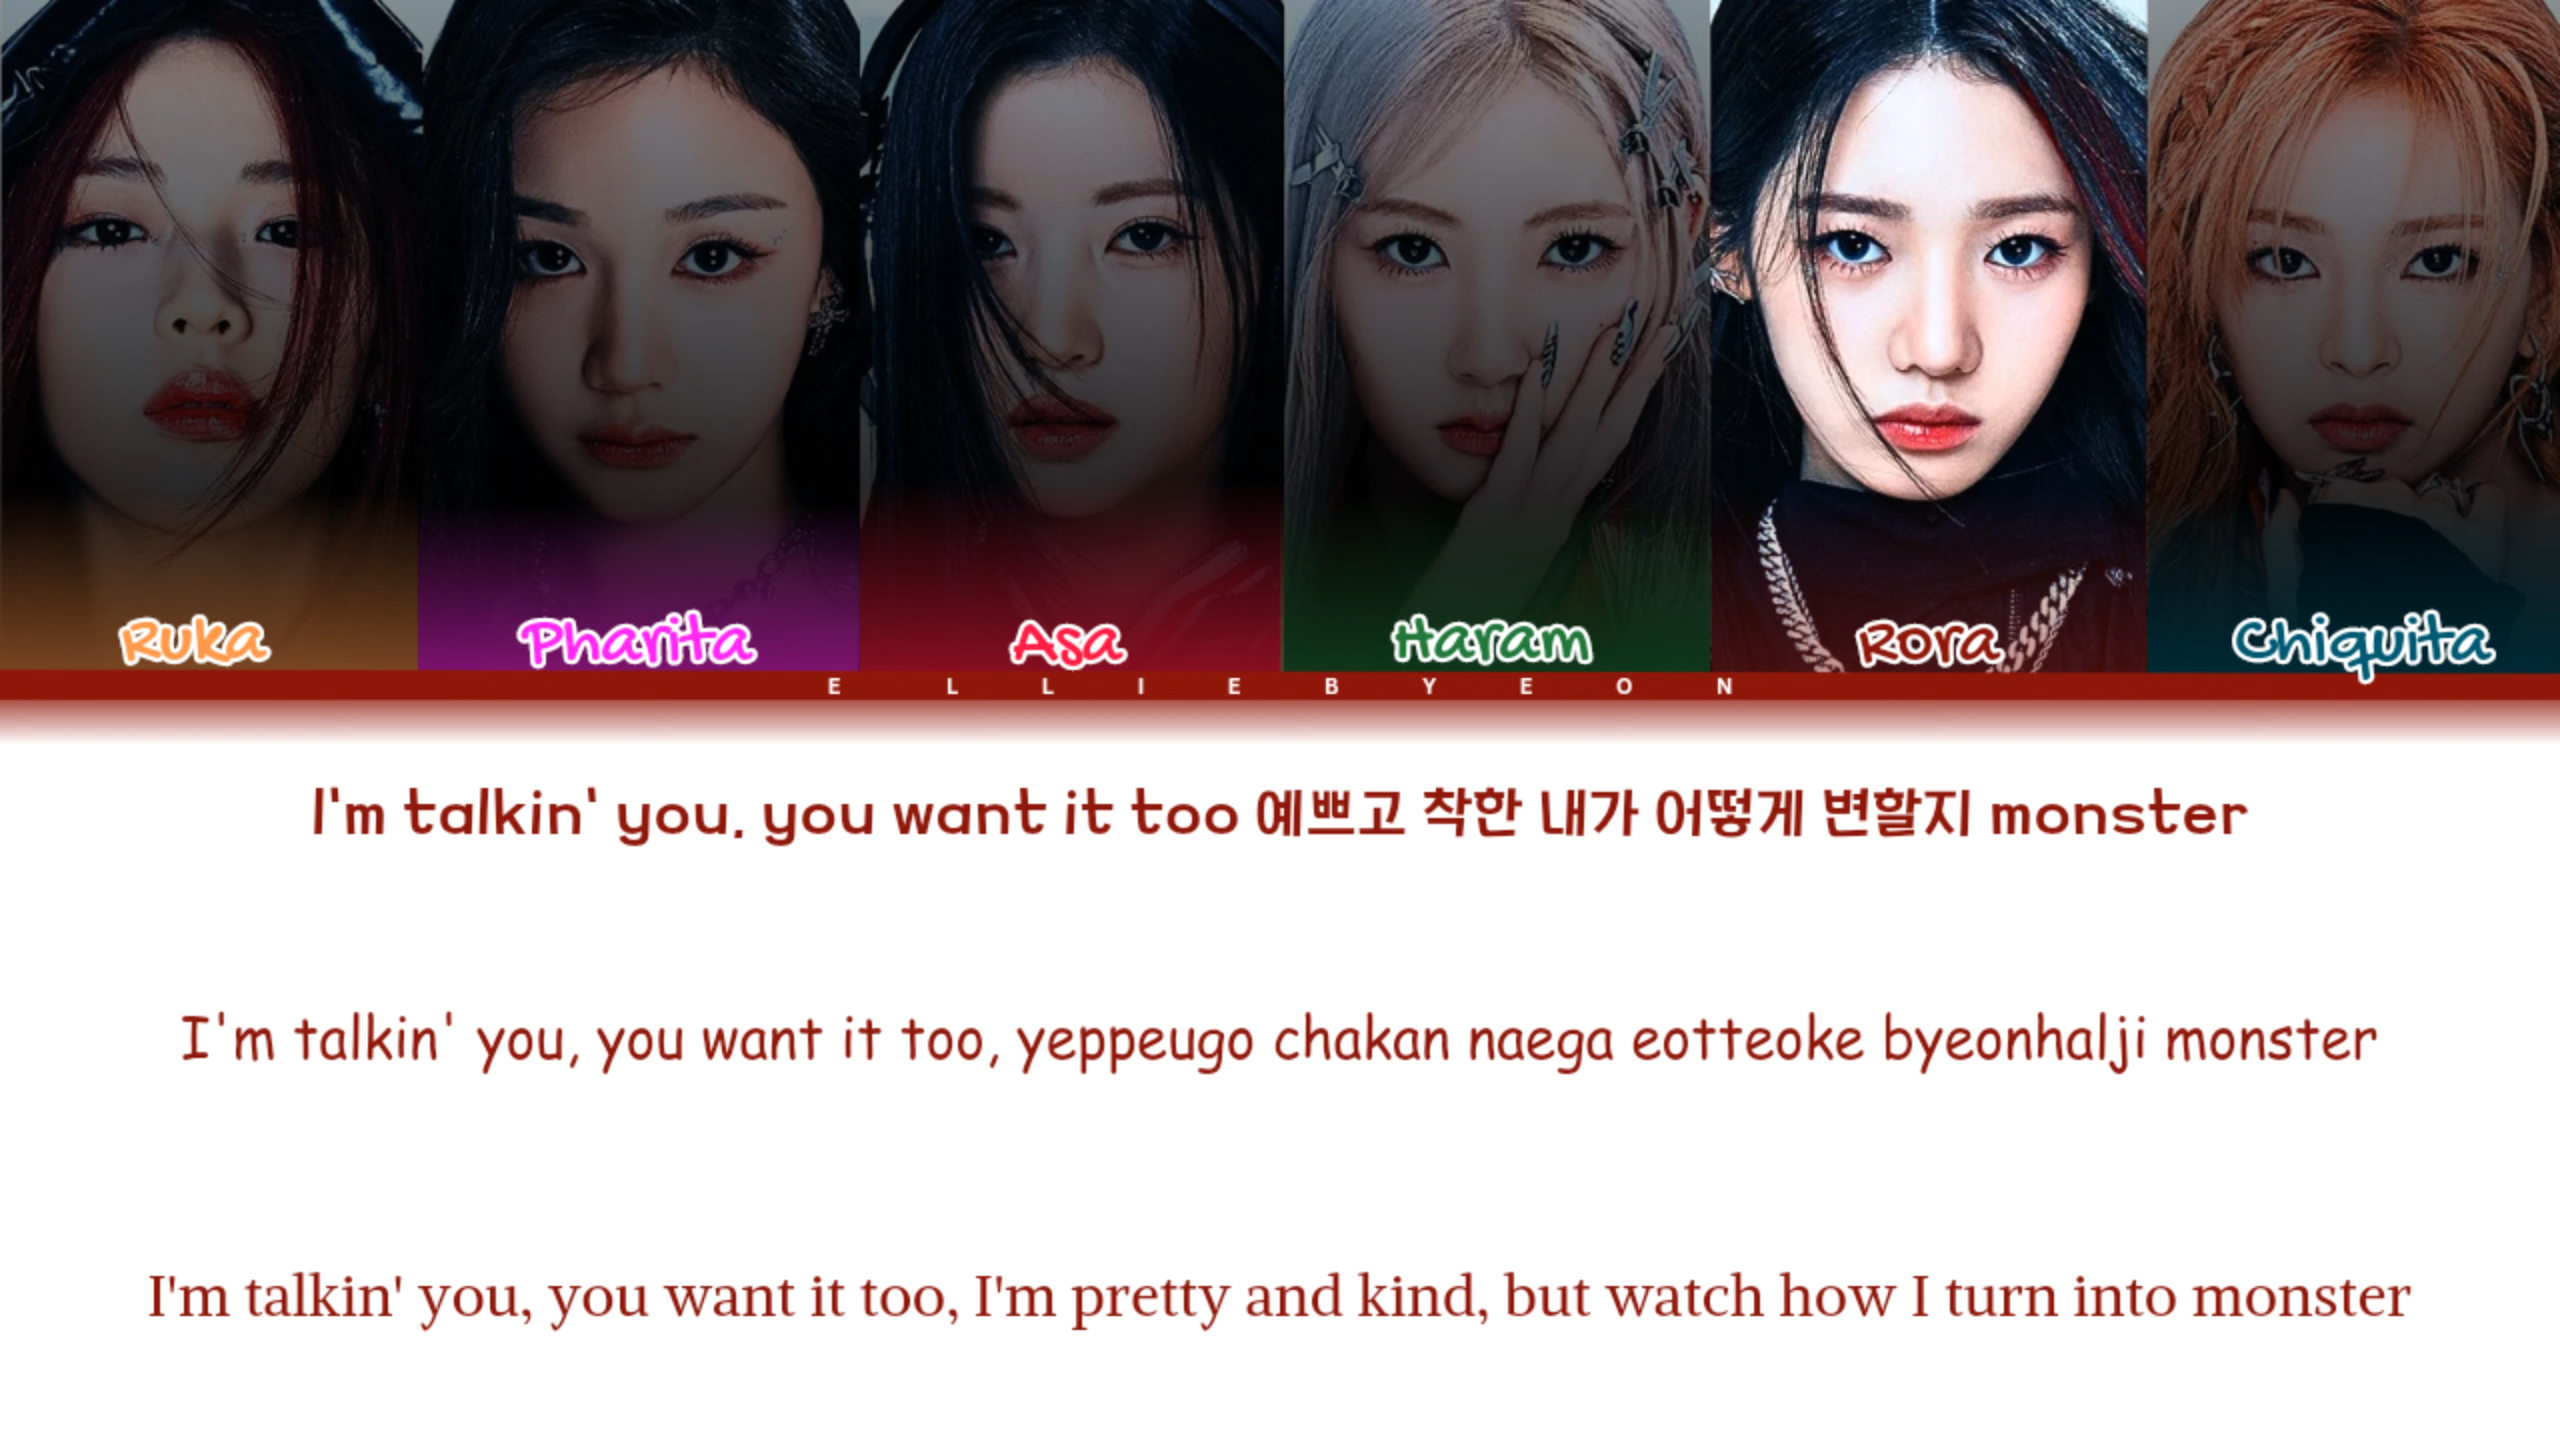 Ruka Pharita Asa Haram Rora Chiquita
E L L I E B Y E O N
I'm talkin' you, you want it too 예쁘고 착한 내가 어떻게 변할지 monster
I'm talkin' you, you want it too, yeppeugo chakan naega eotteoke byeonhalji monster
I'm talkin' you, you want it too, I'm pretty and kind, but watch how I turn into monster